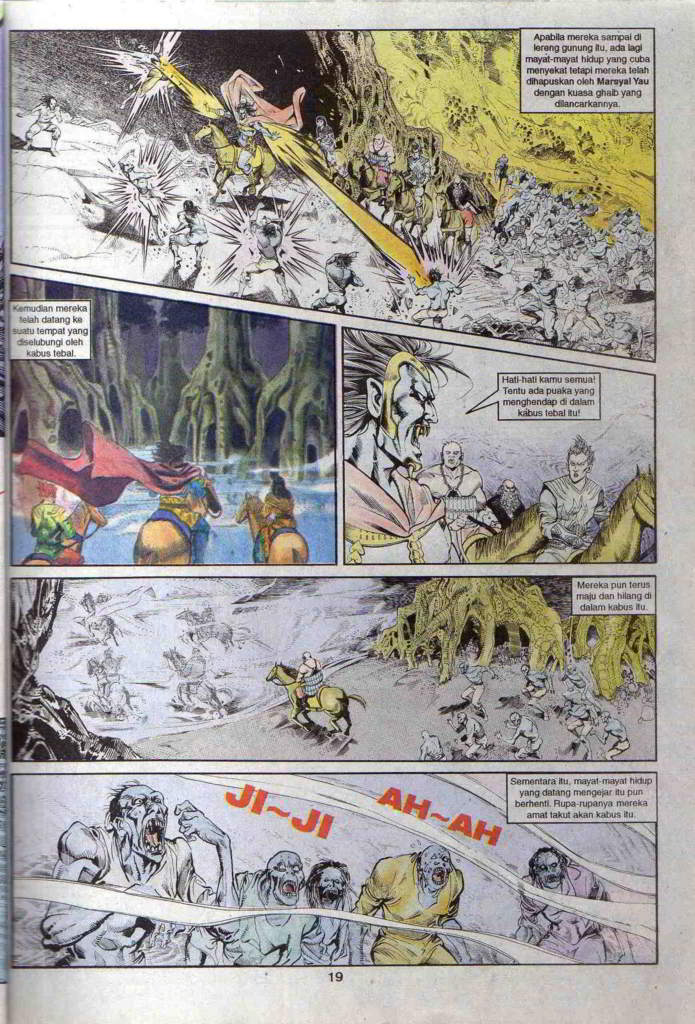 Apabila mereka sampai di
lereng gunung itu, ada lagi
mayat-mayat hidup yang cuba
menyekat tetapi mereka telah
dihapuskan oleh Marsyal Yau
dengan kuasa ghaib yang
dilancarkannya.
Kemudian mereka
telah datang ke
suatu tempat yang
diselubungi oleh
kabus tebal.
Hati-hati kamu semua!
Tentu ada puaka yang
menghendap di dalam
kabus tebal itu!
Mereka pun terus
maju dan hilang di
dalam kabus itu.
Sementara itu, mayat-mayat hidup
yang datang mengejar itu pun
berhenti. Rupa-rupanya mereka
amat takut akan kabus itu.
JI~JI
AH~AH
19